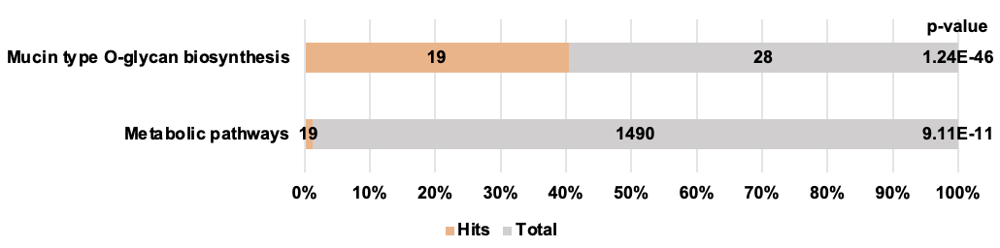 p-value
Mucin type O-glycan biosynthesis 19 28 1.24E-46
Metabolic pathways 19 1490 9.11E-11
0% 10% 20% 30% 40% 50% 60% 70% 80% 90% 100%
Hits Total